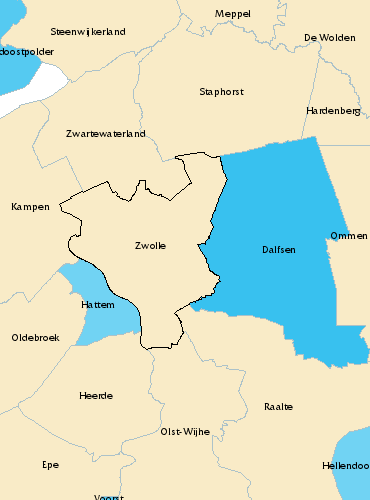 Meppel
Steenwijkerland
De Wolden
doostpolder
Staphorst
Hardenberg
Zwartewaterland
Kampen
Ommen
Zwolle
Dalfsen
Hattem
Oldebroek
Heerde
Raalte
Olst-Wijhe
Epe
Hellendoo
Voorst